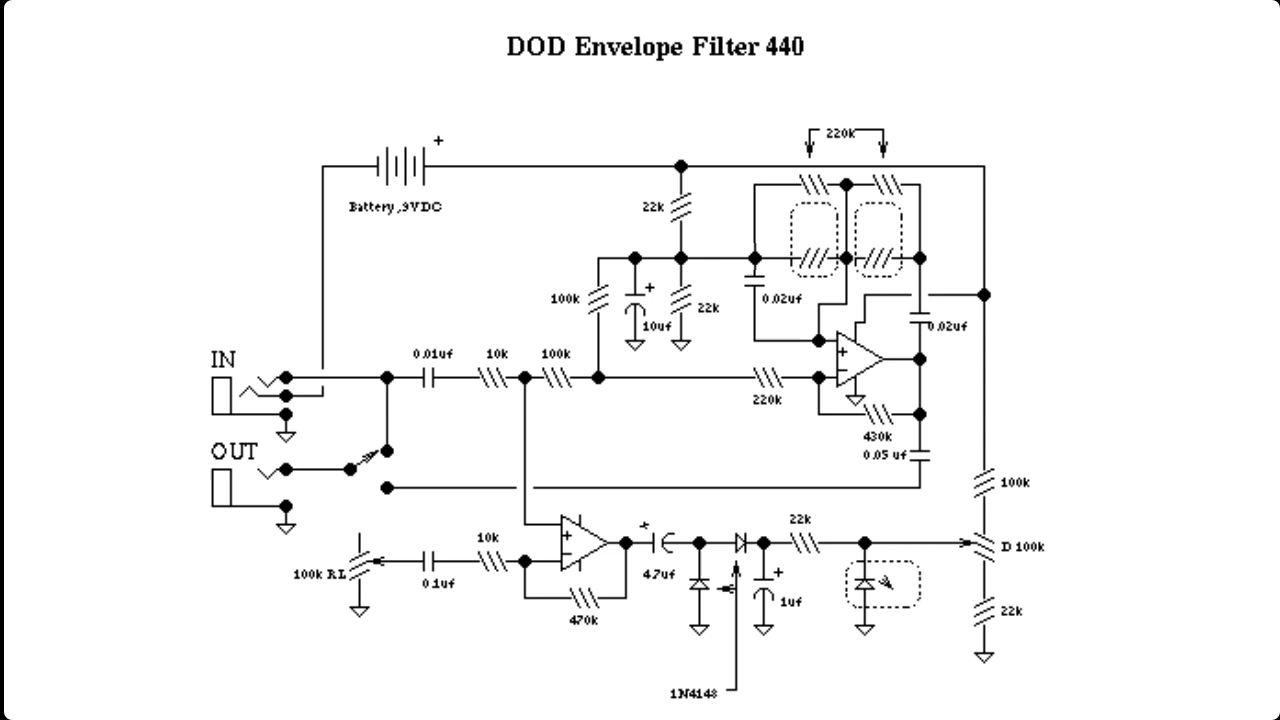 DOD Envelope Filter 440
220k
+
Battery ,9VDC
22k
100k
+
10uf
22k
0.02uf
0.02uf
IN
0.01uf
10k
100k
+
-
220k
430k
0.05 uf
OUT
100k
22k
10k
+
-
+
D 100k
100k RL
0.1uf
4.7uf
+
1uf
470k
22k
1N4148